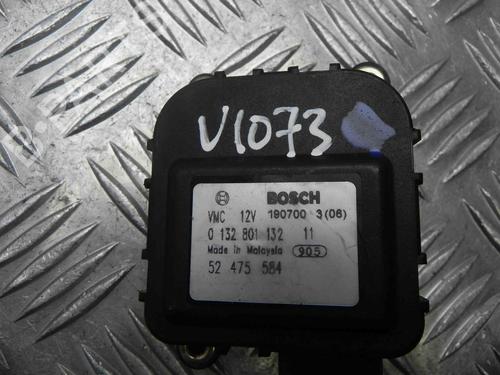 V1073
BOSCH
VMC 12V 190700 3(06)
0 132 801 132 11
Made in Malaysia 905
52 475 584